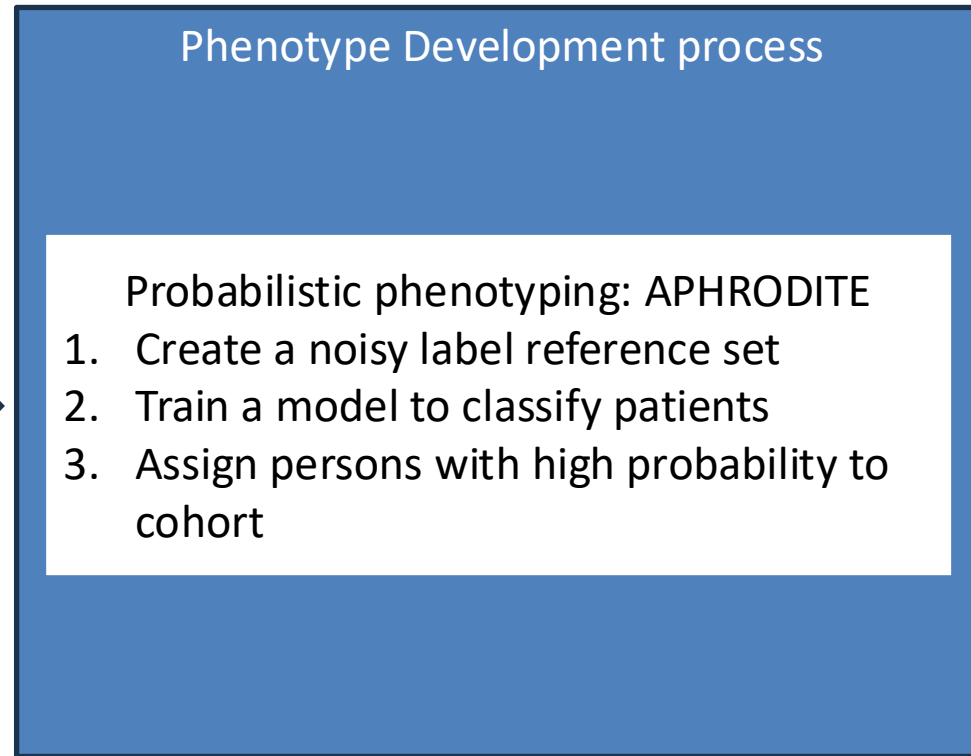 Phenotype Development process
Probabilistic phenotyping: APHRODITE
1. Create a noisy label reference set
2. Train a model to classify patients
3. Assign persons with high probability to
cohort